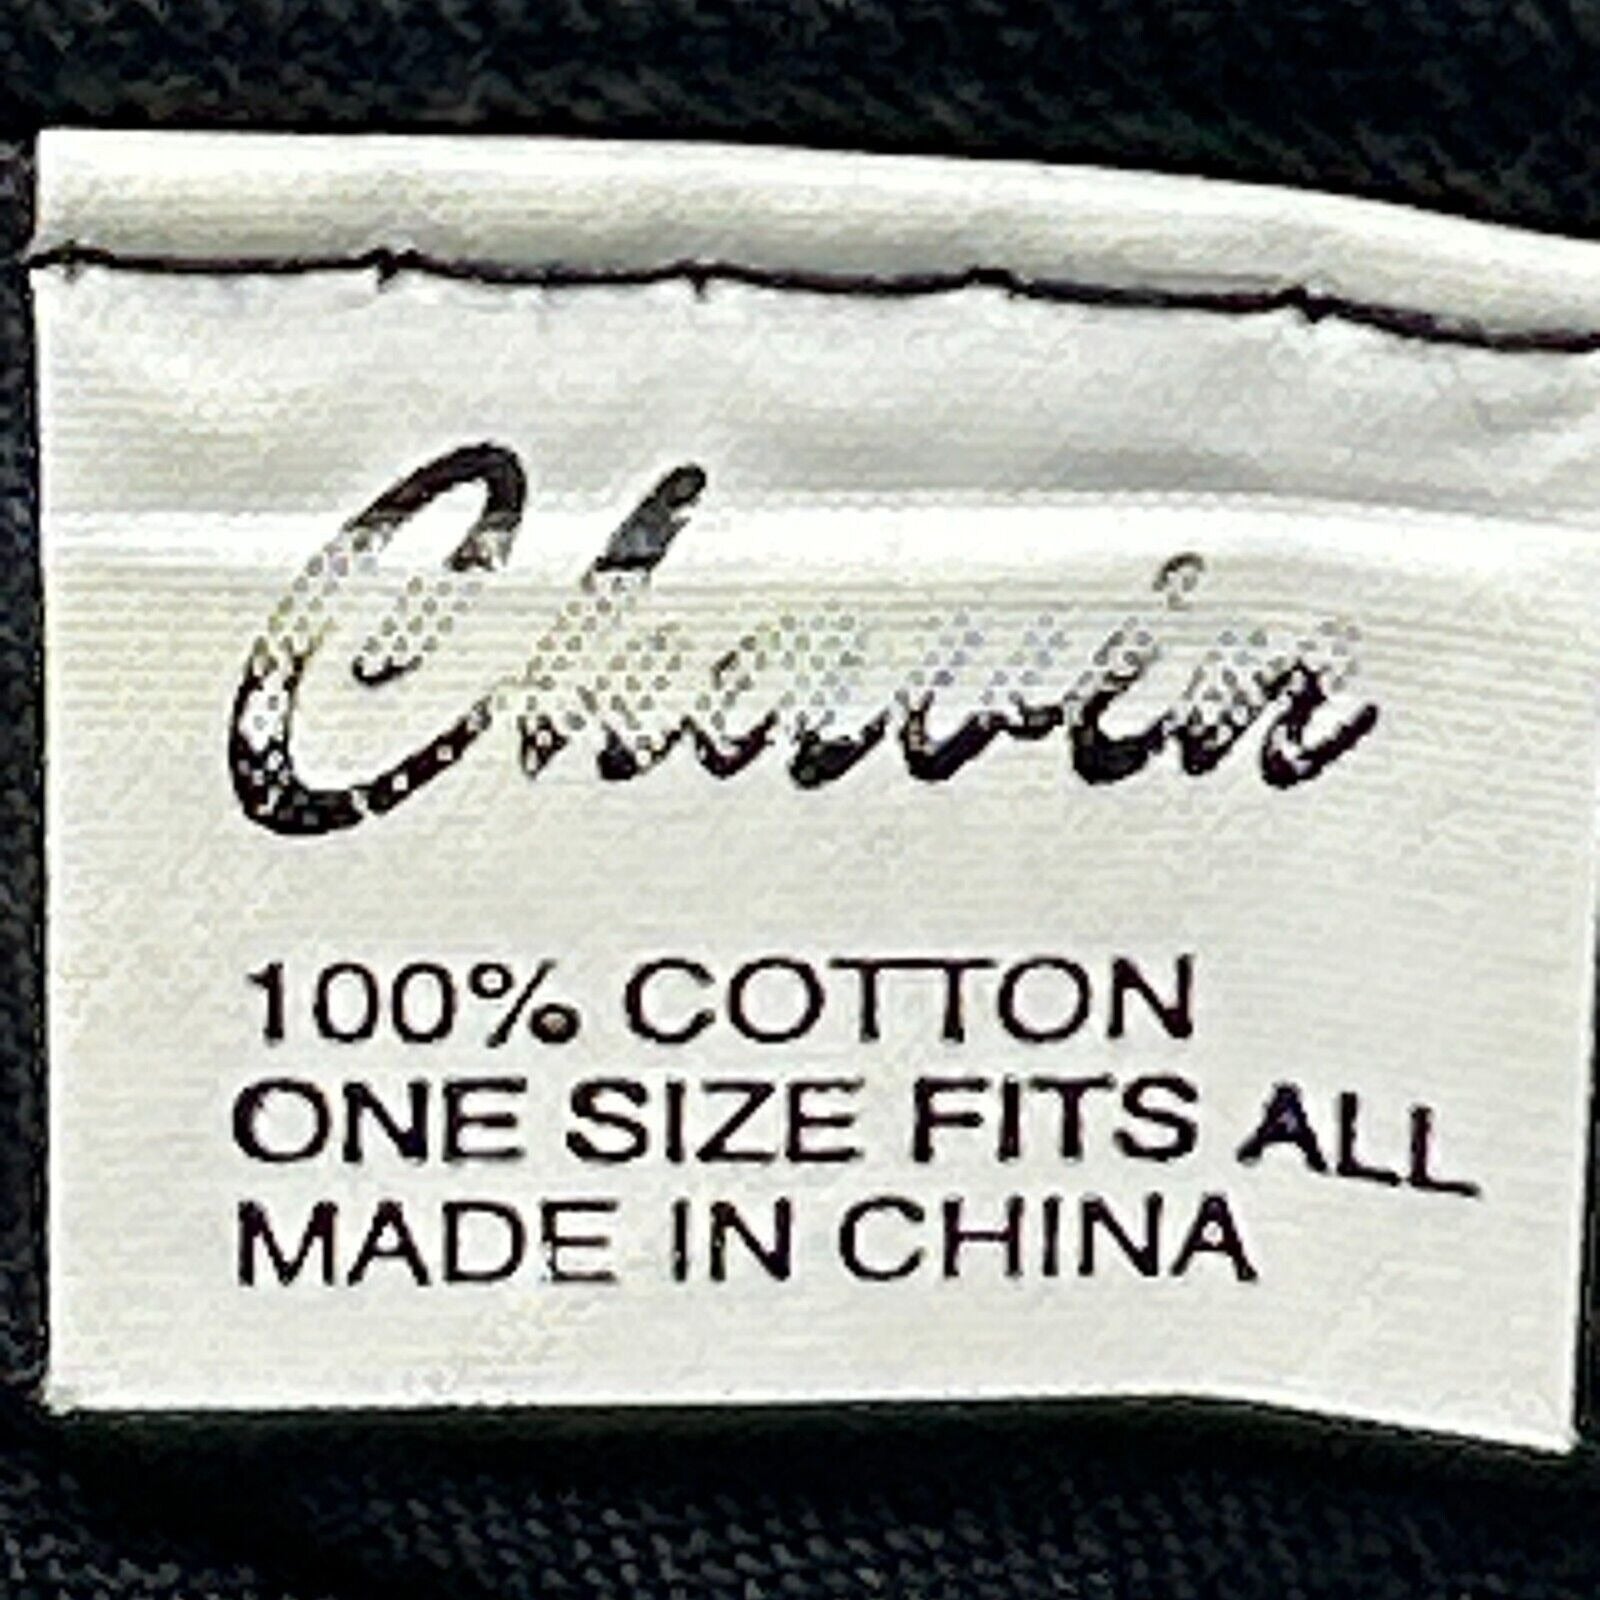 100% COTTON
ONE SIZE FITS ALL
MADE IN CHINA